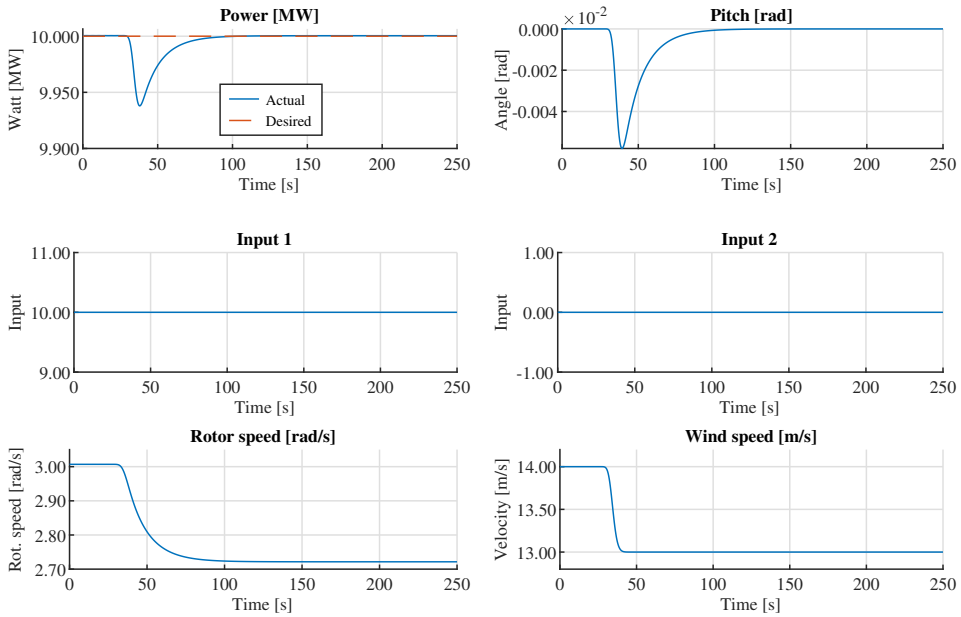 Power [MW]
Watt [MW]
10.000
9.950
9.900
Actual
Desired
0 50 100 150 200 250
Time [s]
Pitch [rad]
× 10⁻²
Angle [rad]
0.000
-0.002
-0.004
0 50 100 150 200 250
Time [s]
Input 1
Input
11.00
10.00
9.00
0 50 100 150 200 250
Time [s]
Input 2
Input
1.00
0.00
-1.00
0 50 100 150 200 250
Time [s]
Rotor speed [rad/s]
Rot. speed [rad/s]
3.00
2.90
2.80
2.70
0 50 100 150 200 250
Time [s]
Wind speed [m/s]
Velocity [m/s]
14.00
13.00
0 50 100 150 200 250
Time [s]